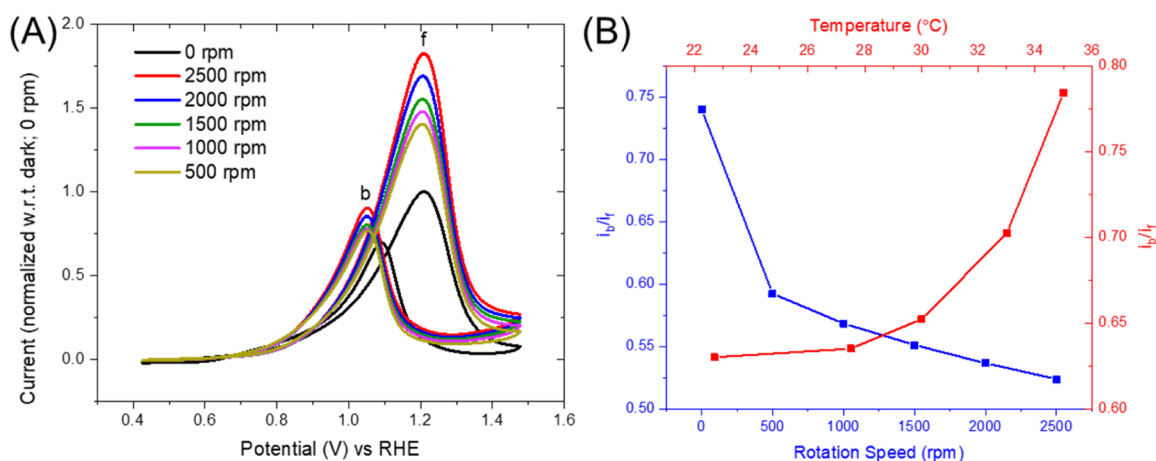 (A)
Current (normalized w.r.t. dark; 0 rpm)
2.0
1.5
1.0
0.5
0.0
0 rpm
2500 rpm
2000 rpm
1500 rpm
1000 rpm
500 rpm
b
f
0.4
0.6
0.8
1.0
1.2
1.4
1.6
Potential (V) vs RHE
(B)
Temperature (°C)
22
24
26
28
30
32
34
36
i_b/i_f
0.75
0.70
0.65
0.60
0.55
0.50
0.80
0.75
0.70
0.65
0.60
i_b/i_f
0
500
1000
1500
2000
2500
Rotation Speed (rpm)